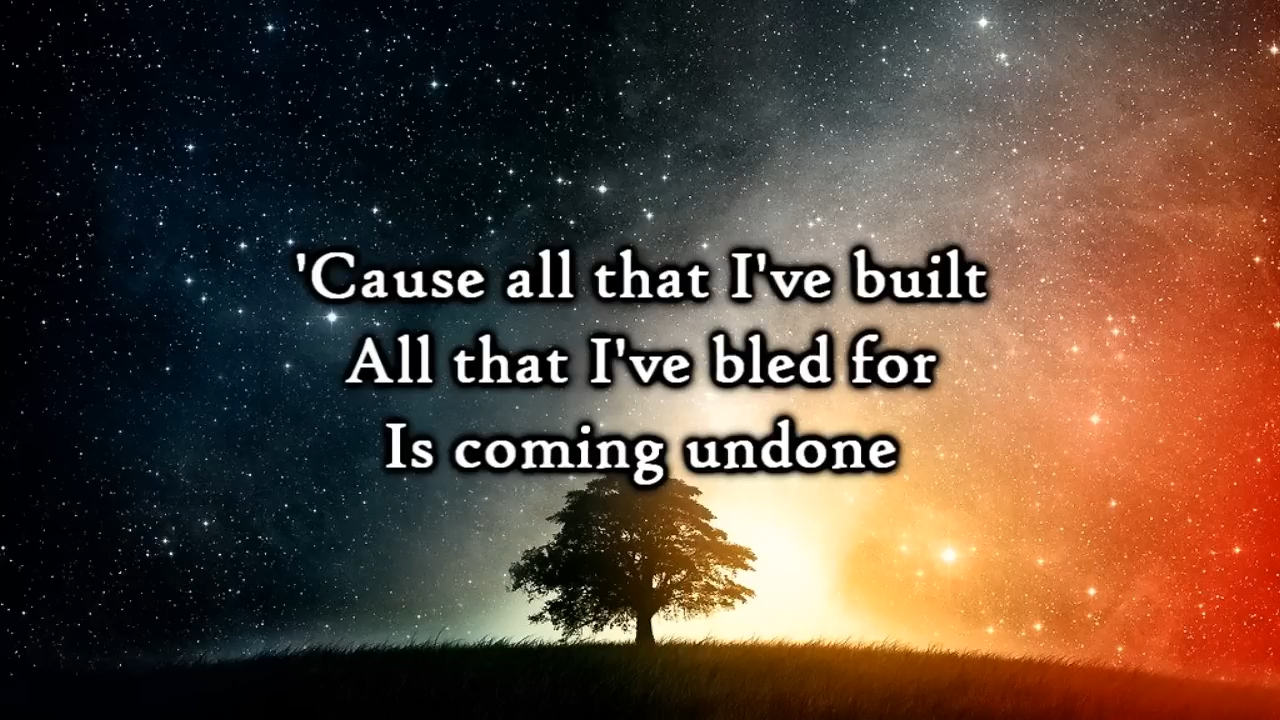 'Cause all that I've built
All that I've bled for
Is coming undone